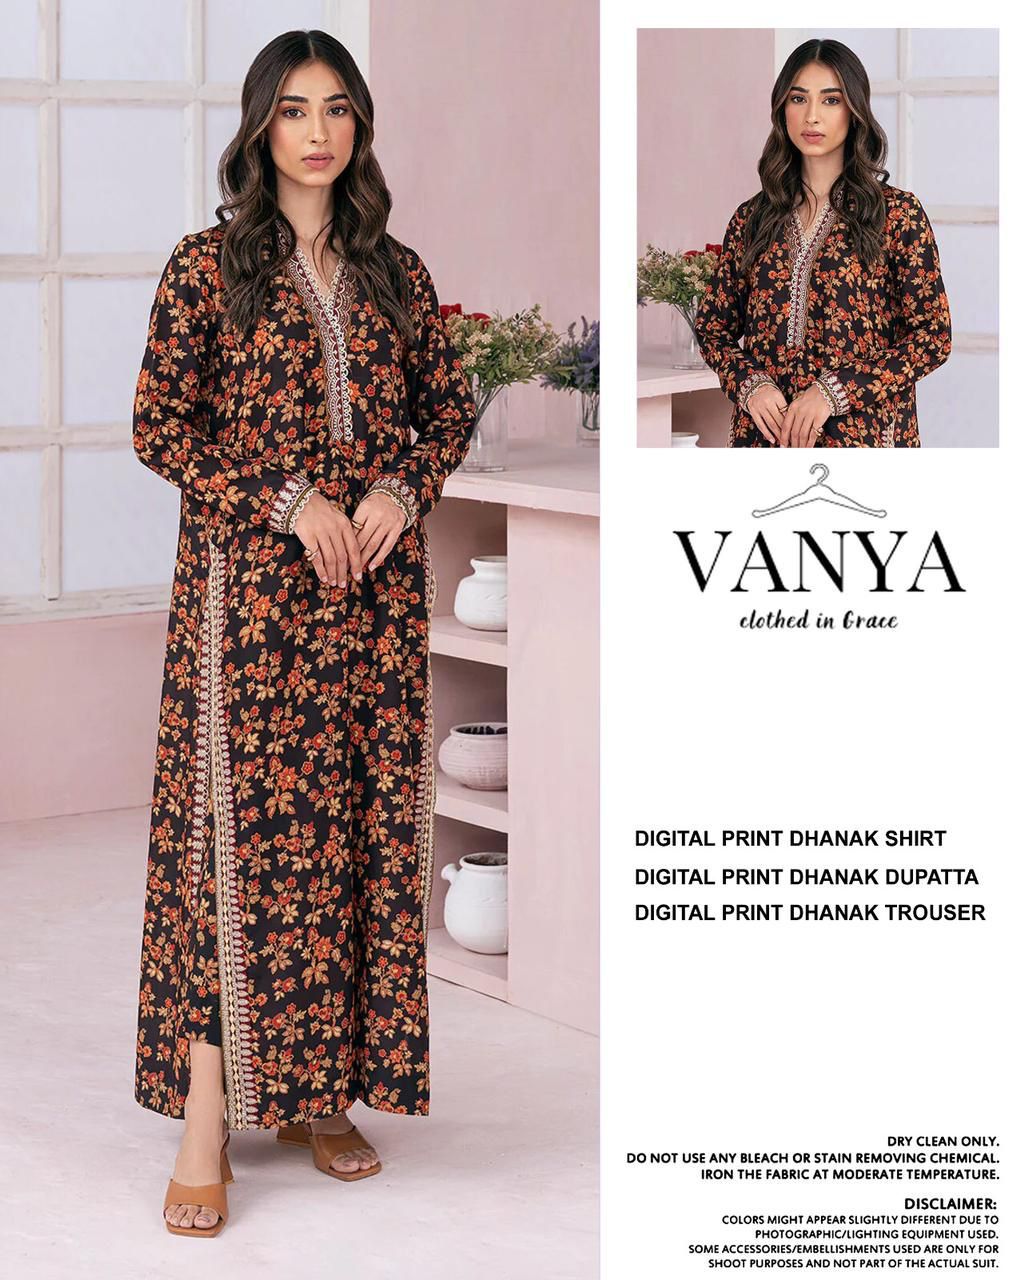 VANYA
clothed in Grace
DIGITAL PRINT DHANAK SHIRT
DIGITAL PRINT DHANAK DUPATTA
DIGITAL PRINT DHANAK TROUSER
DRY CLEAN ONLY.
DO NOT USE ANY BLEACH OR STAIN REMOVING CHEMICAL.
IRON THE FABRIC AT MODERATE TEMPERATURE.
DISCLAIMER:
COLORS MIGHT APPEAR SLIGHTLY DIFFERENT DUE TO
PHOTOGRAPHIC/LIGHTING EQUIPMENT USED.
SOME ACCESSORIES/EMBELLISHMENTS USED ARE ONLY FOR
SHOOT PURPOSES AND NOT PART OF THE ACTUAL SUIT.